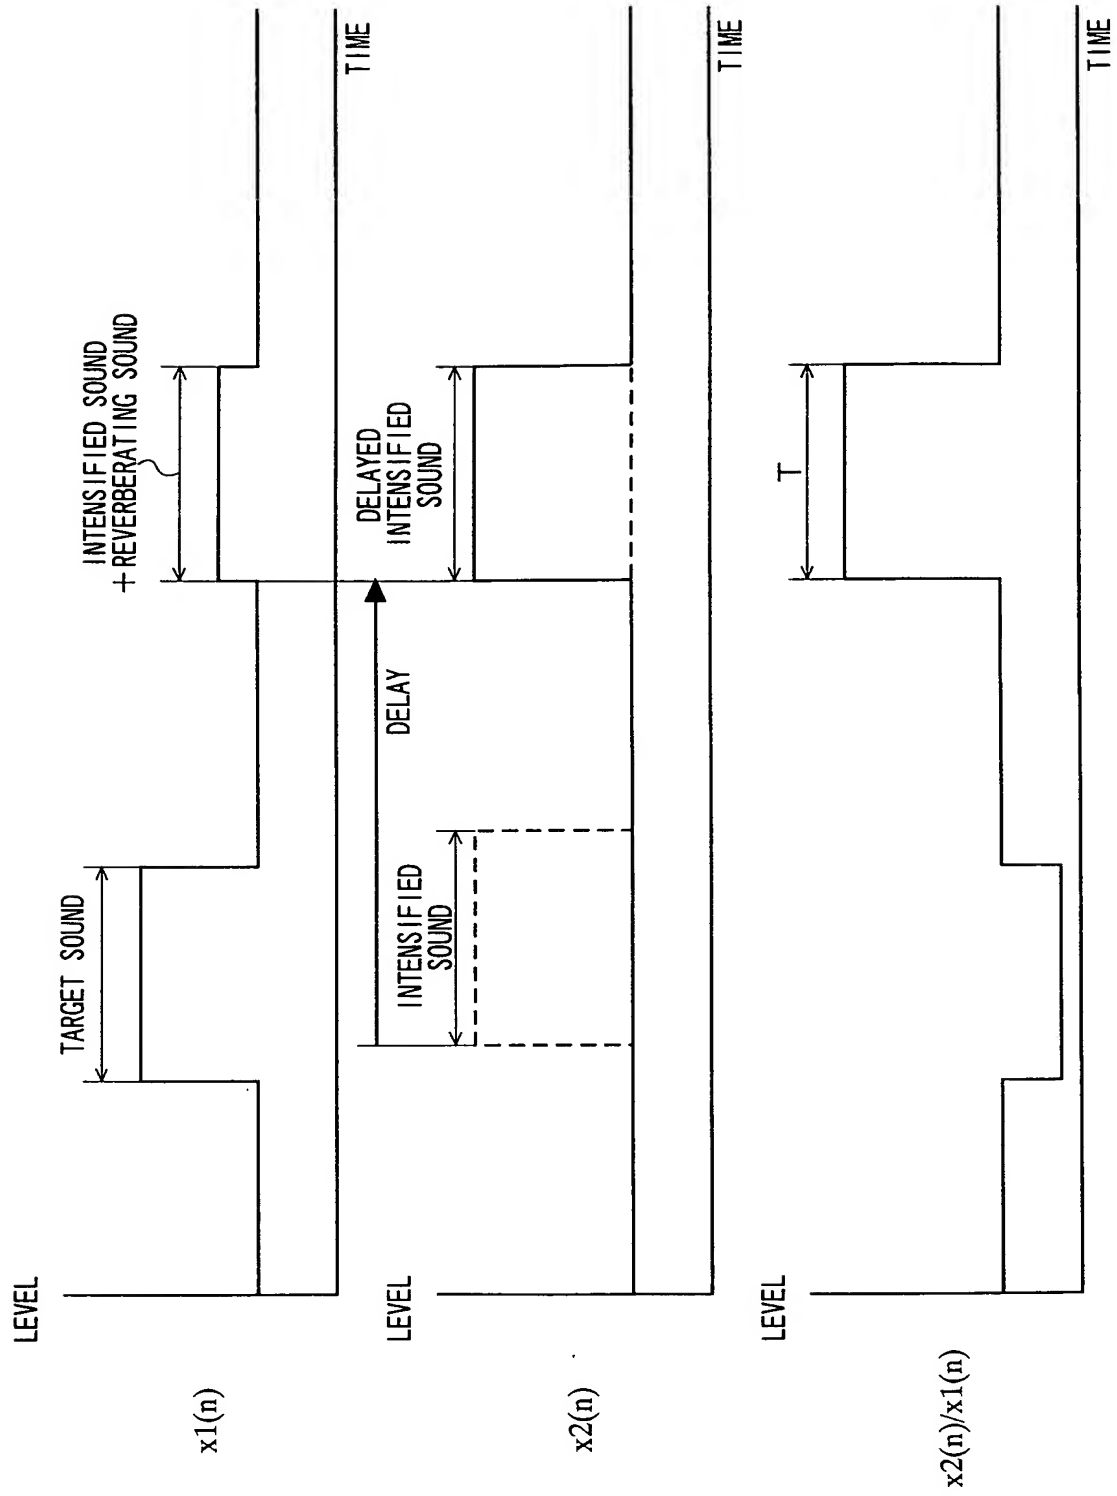 x1(n)
LEVEL
TARGET SOUND
INTENSIFIED SOUND
+REVERBERATING SOUND
TIME
x2(n)
LEVEL
INTENSIFIED
SOUND
DELAY
DELAYED
INTENSIFIED
SOUND
TIME
x2(n)/x1(n)
LEVEL
T
TIME